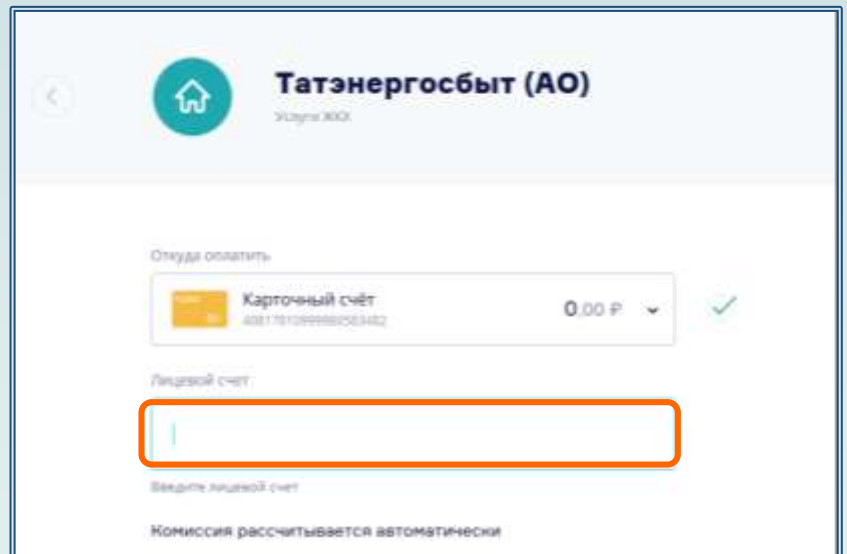 Татэнергосбыт (АО)
Услуги ЖКХ
Откуда оплатить
Карточный счёт
0,00 ₽
Лицевой счет
Введите лицевой счет
Комиссия рассчитывается автоматически